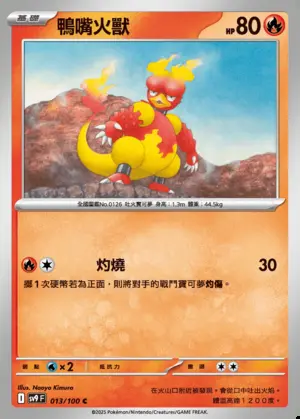 基礎 鴨嘴火獸 HP 80
全國圖鑑No.0126 吐火寶可夢 身高：1.3m 體重：44.5kg
灼燒 30
擲1次硬幣若為正面，則將對手的戰鬥寶可夢灼傷。
弱點 ×2 抵抗力 撤退
Illus. Naoya Kimura
SV9 F 013/100 C
在火山口附近被發現。會從口中吐出火焰。
體溫高達１２００度。
©2025 Pokémon/Nintendo/Creatures/GAME FREAK.